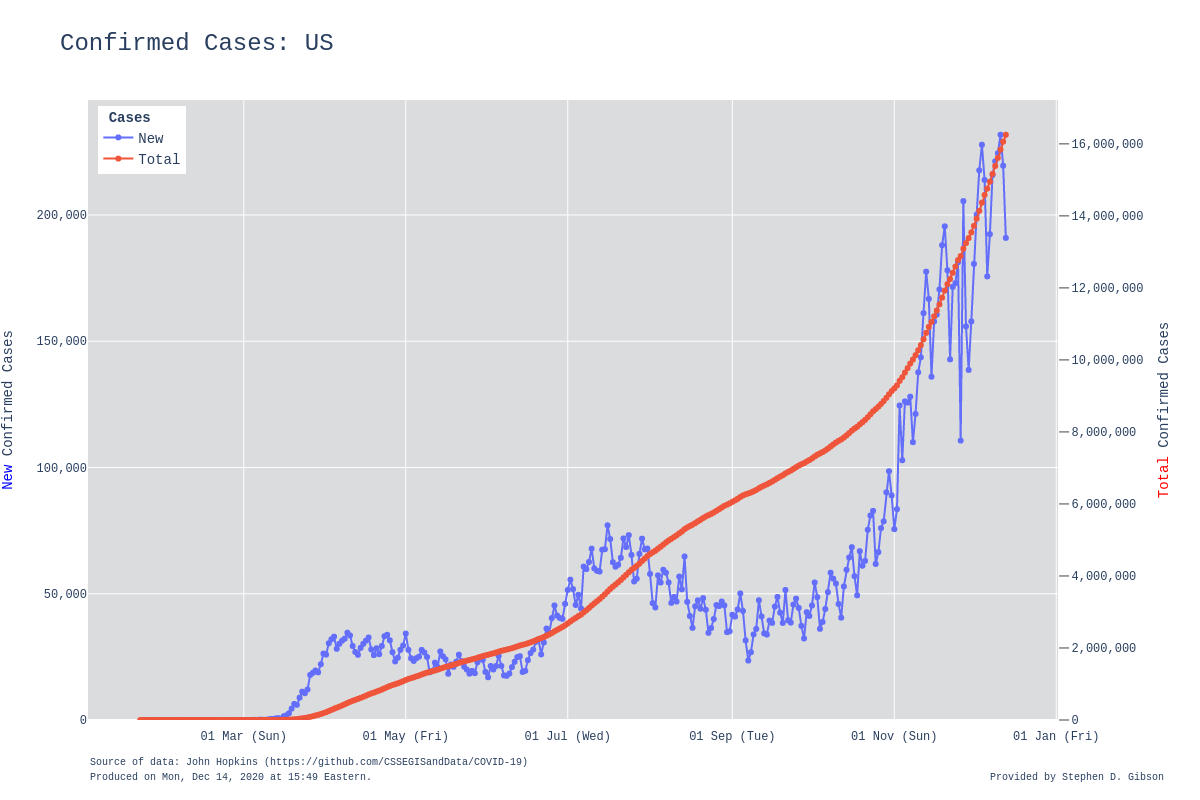 Confirmed Cases: US
Cases
New
Total
200,000
150,000
100,000
50,000
0
New Confirmed Cases
16,000,000
14,000,000
12,000,000
10,000,000
8,000,000
6,000,000
4,000,000
2,000,000
0
Total Confirmed Cases
01 Mar (Sun) 01 May (Fri) 01 Jul (Wed) 01 Sep (Tue) 01 Nov (Sun) 01 Jan (Fri)
Source of data: John Hopkins (https://github.com/CSSEGISandData/COVID-19)
Produced on Mon, Dec 14, 2020 at 15:49 Eastern.
Provided by Stephen D. Gibson